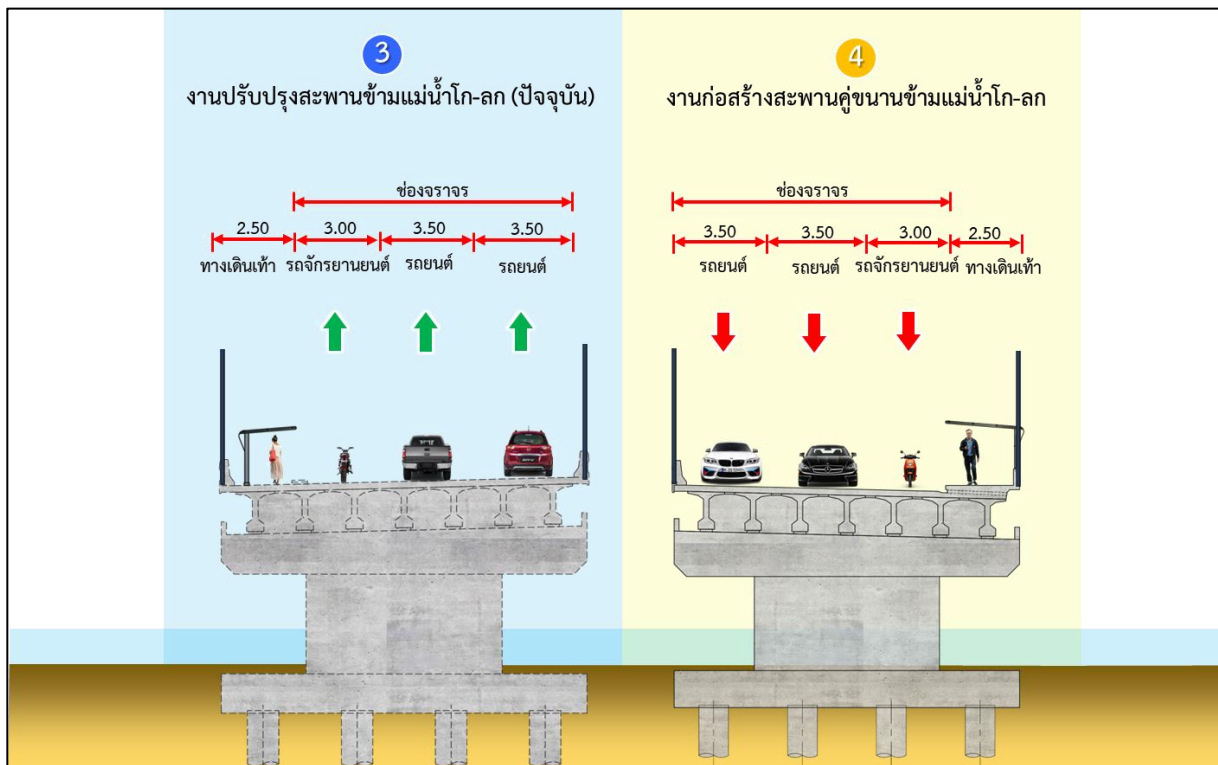 3
งานปรับปรุงสะพานข้ามแม่น้ำโก-ลก (ปัจจุบัน)
ช่องจราจร
2.50 3.00 3.50 3.50
ทางเดินเท้า รถจักรยานยนต์ รถยนต์ รถยนต์
4
งานก่อสร้างสะพานคู่ขนานข้ามแม่น้ำโก-ลก
ช่องจราจร
3.50 3.50 3.00 2.50
รถยนต์ รถยนต์ รถจักรยานยนต์ ทางเดินเท้า